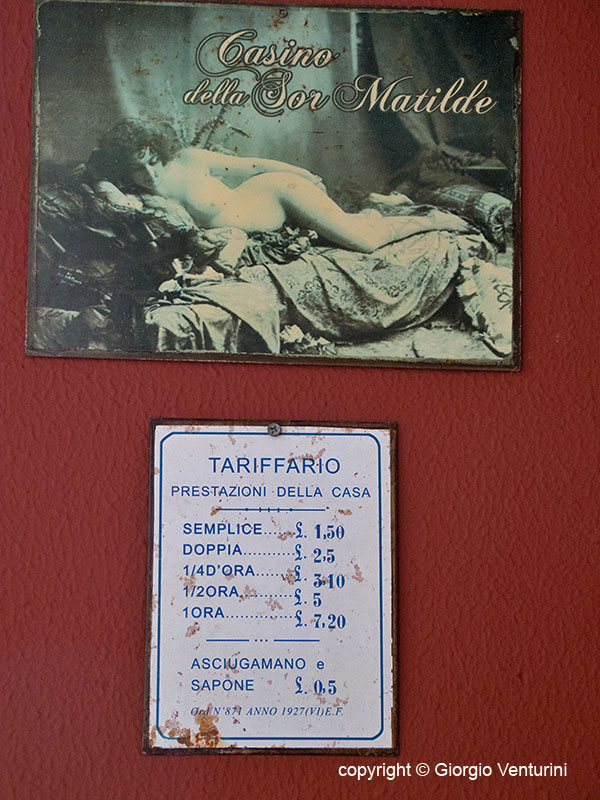 Casino
della Sor Matilde
TARIFFARIO
PRESTAZIONI DELLA CASA
SEMPLICE......£. 1,50
DOPPIA...........£. 2,5
1/4D'ORA........£. 3,10
1/2ORA...........£. 5
1ORA..............£. 7,20
ASCIUGAMANO e
SAPONE £. 0,5
Ord N°871 ANNO 1927(VI)E.F.
copyright © Giorgio Venturini